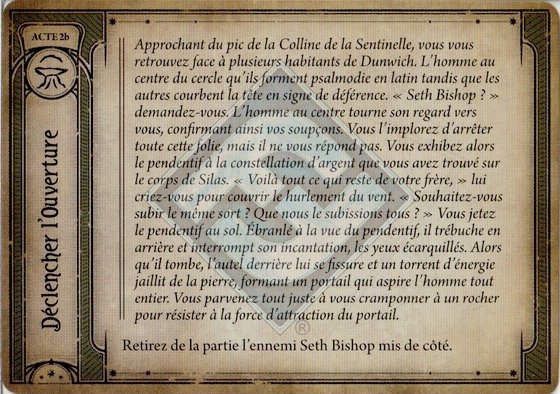 ACTE 2b
Déclencher l'Ouverture
Approchant du pic de la Colline de la Sentinelle, vous vous
retrouvez face à plusieurs habitants de Dunwich. L'homme au
centre du cercle qu'ils forment psalmodie en latin tandis que les
autres courbent la tête en signe de déférence. « Seth Bishop ? »
demandez-vous. L'homme au centre tourne son regard vers
vous, confirmant ainsi vos soupçons. Vous l'implorez d'arrêter
toute cette folie, mais il ne vous répond pas. Vous exhibez alors
le pendentif à la constellation d'argent que vous avez trouvé sur
le corps de Silas. « Voilà tout ce qui reste de votre frère, » lui
criez-vous pour couvrir le hurlement du vent. « Souhaitez-vous
subir le même sort ? Que nous le subissions tous ? » Vous jetez
le pendentif au sol. Ébranlé à la vue du pendentif, il trébuche en
arrière et interrompt son incantation, les yeux écarquillés. Alors
qu'il tombe, l'autel derrière lui se fissure et un torrent d'énergie
jaillit de la pierre, formant un portail qui aspire l'homme tout
entier. Vous parvenez tout juste à vous cramponner à un rocher
pour résister à la force d'attraction du portail.
Retirez de la partie l'ennemi Seth Bishop mis de côté.